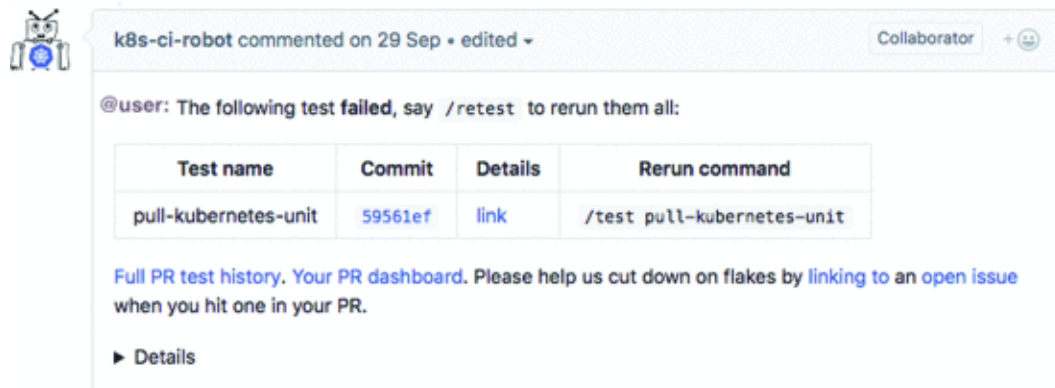 k8s-ci-robot commented on 29 Sep • edited
Collaborator
@user: The following test failed, say /retest to rerun them all:
Test name Commit Details Rerun command
pull-kubernetes-unit 59561ef link /test pull-kubernetes-unit
Full PR test history. Your PR dashboard. Please help us cut down on flakes by linking to an open issue
when you hit one in your PR.
Details